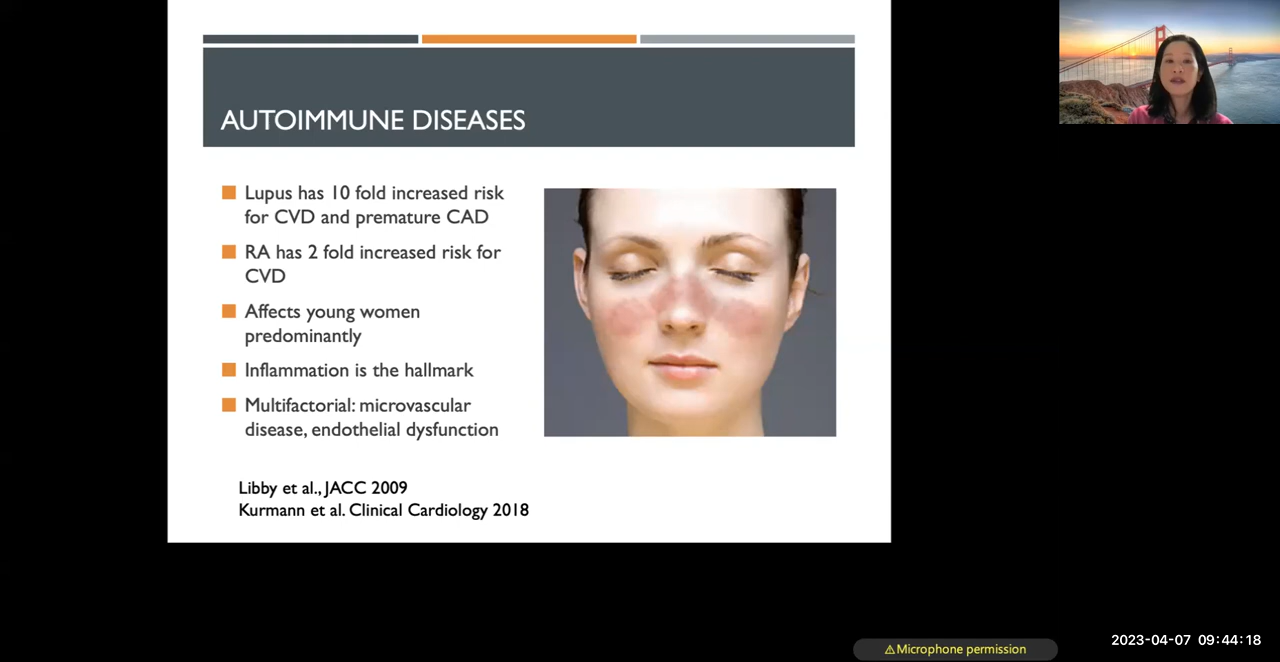 AUTOIMMUNE DISEASES
Lupus has 10 fold increased risk
for CVD and premature CAD
RA has 2 fold increased risk for
CVD
Affects young women
predominantly
Inflammation is the hallmark
Multifactorial: microvascular
disease, endothelial dysfunction
Libby et al., JACC 2009
Kurmann et al. Clinical Cardiology 2018
⚠Microphone permission
2023-04-07 09:44:18